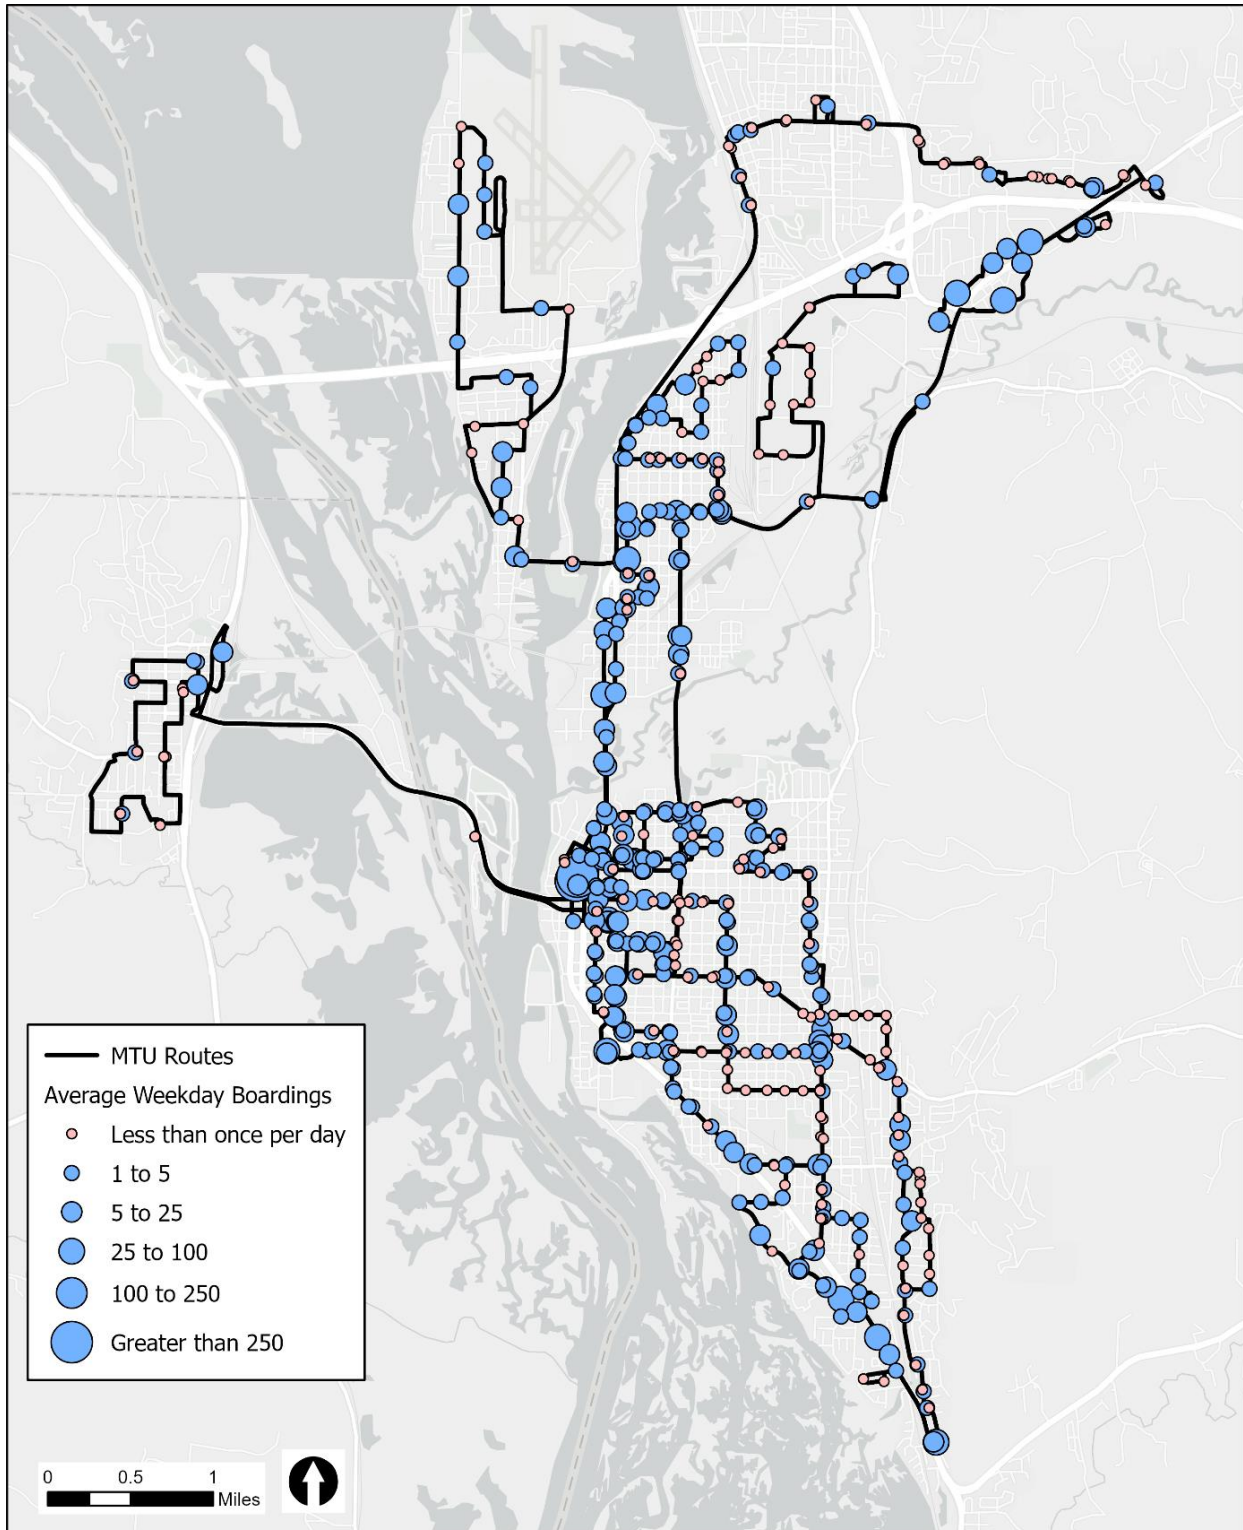 MTU Routes
Average Weekday Boardings
Less than once per day
1 to 5
5 to 25
25 to 100
100 to 250
Greater than 250
0 0.5 1
Miles